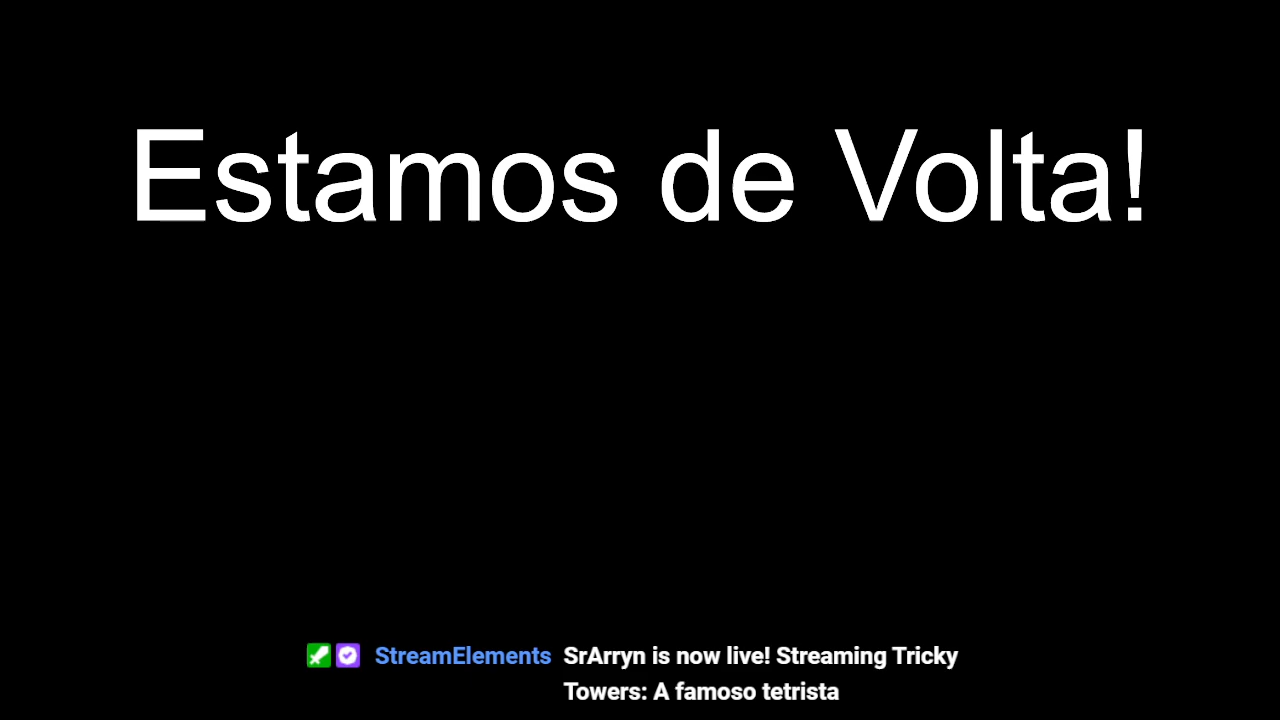 Estamos de Volta!
StreamElements SrArryn is now live! Streaming Tricky
Towers: A famoso tetrista